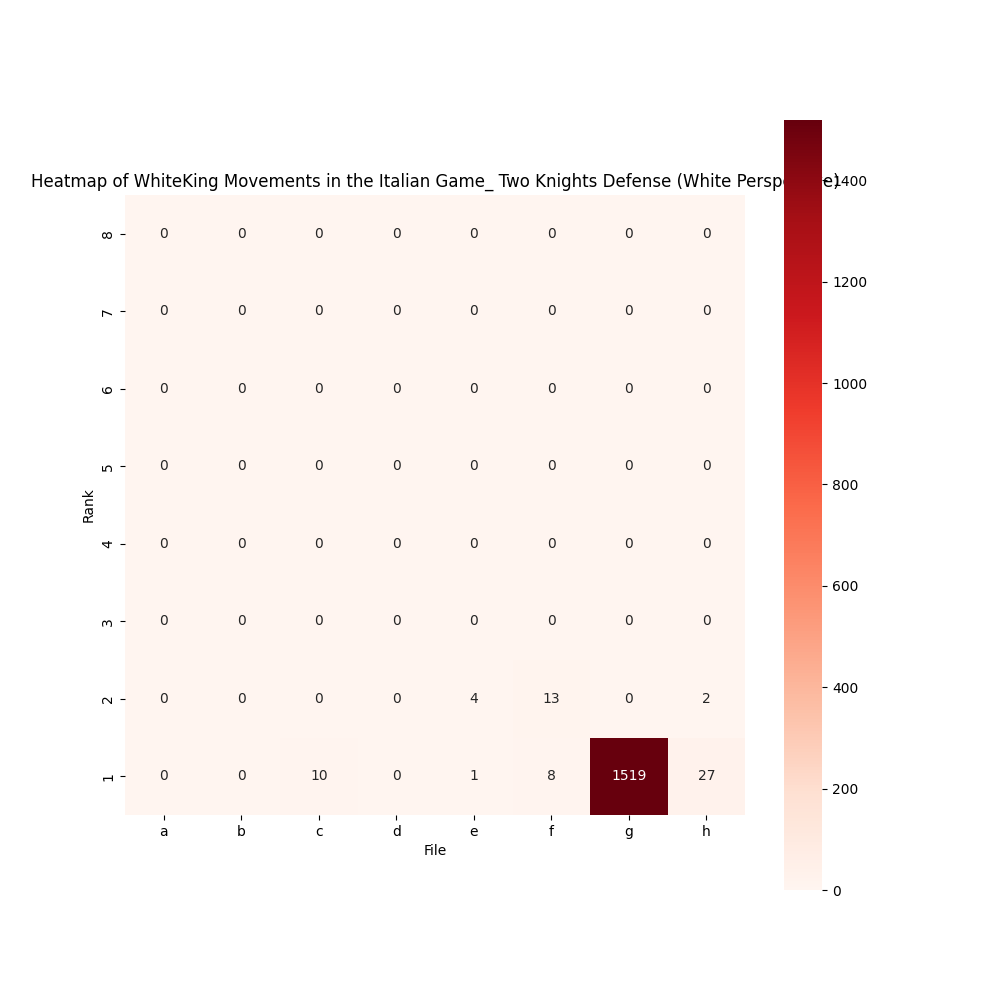 Heatmap of WhiteKing Movements in the Italian Game_ Two Knights Defense (White Perspe e)
1400
1200
1000
800
600
400
200
0
Rank
8 0 0 0 0 0 0 0 0
7 0 0 0 0 0 0 0 0
6 0 0 0 0 0 0 0 0
5 0 0 0 0 0 0 0 0
4 0 0 0 0 0 0 0 0
3 0 0 0 0 0 0 0 0
2 0 0 0 0 4 13 0 2
1 0 0 10 0 1 8 1519 27
a b c d e f g h
File